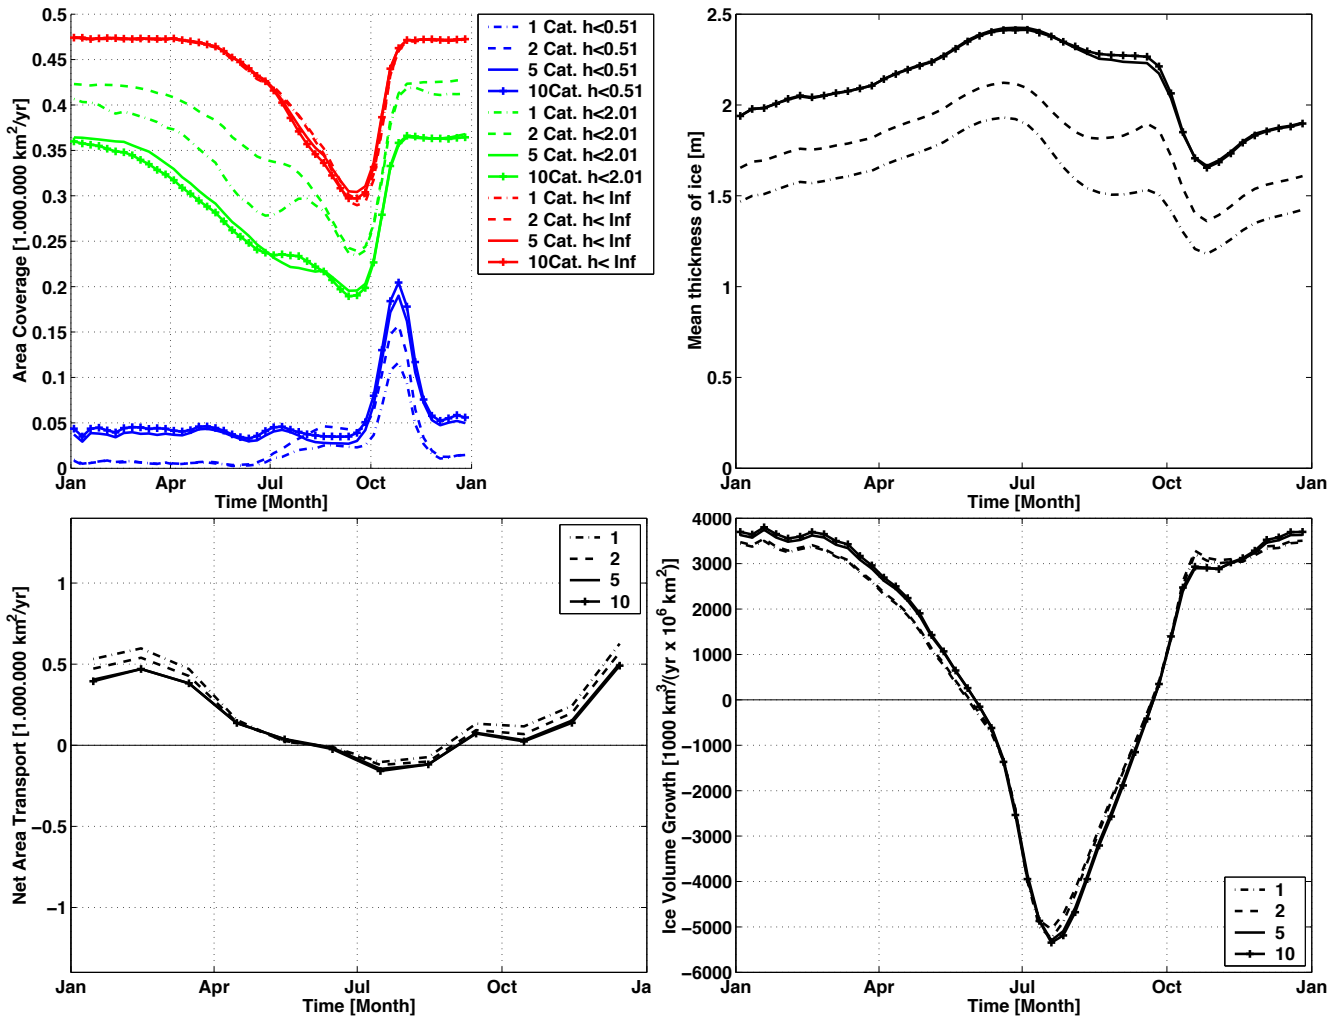 0.5
0.45
0.4
0.35
0.3
0.25
0.2
0.15
0.1
0.05
0
Area Coverage [1.000.000 km²/yr]
Jan Apr Jul Oct Jan
Time [Month]
1 Cat. h<0.51
2 Cat. h<0.51
5 Cat. h<0.51
10Cat. h<0.51
1 Cat. h<2.01
2 Cat. h<2.01
5 Cat. h<2.01
10Cat. h<2.01
1 Cat. h< Inf
2 Cat. h< Inf
5 Cat. h< Inf
10Cat. h< Inf
2.5
2
1.5
1
0.5
0
Mean thickness of ice [m]
Jan Apr Jul Oct Jan
Time [Month]
1
0.5
0
−0.5
−1
Net Area Transport [1.000.000 km²/yr]
Jan Apr Jul Oct Ja
Time [Month]
1
2
5
10
4000
3000
2000
1000
0
−1000
−2000
−3000
−4000
−5000
−6000
Ice Volume Growth [1000 km³/(yr x 10⁶ km²)]
Jan Apr Jul Oct Jan
Time [Month]
1
2
5
10